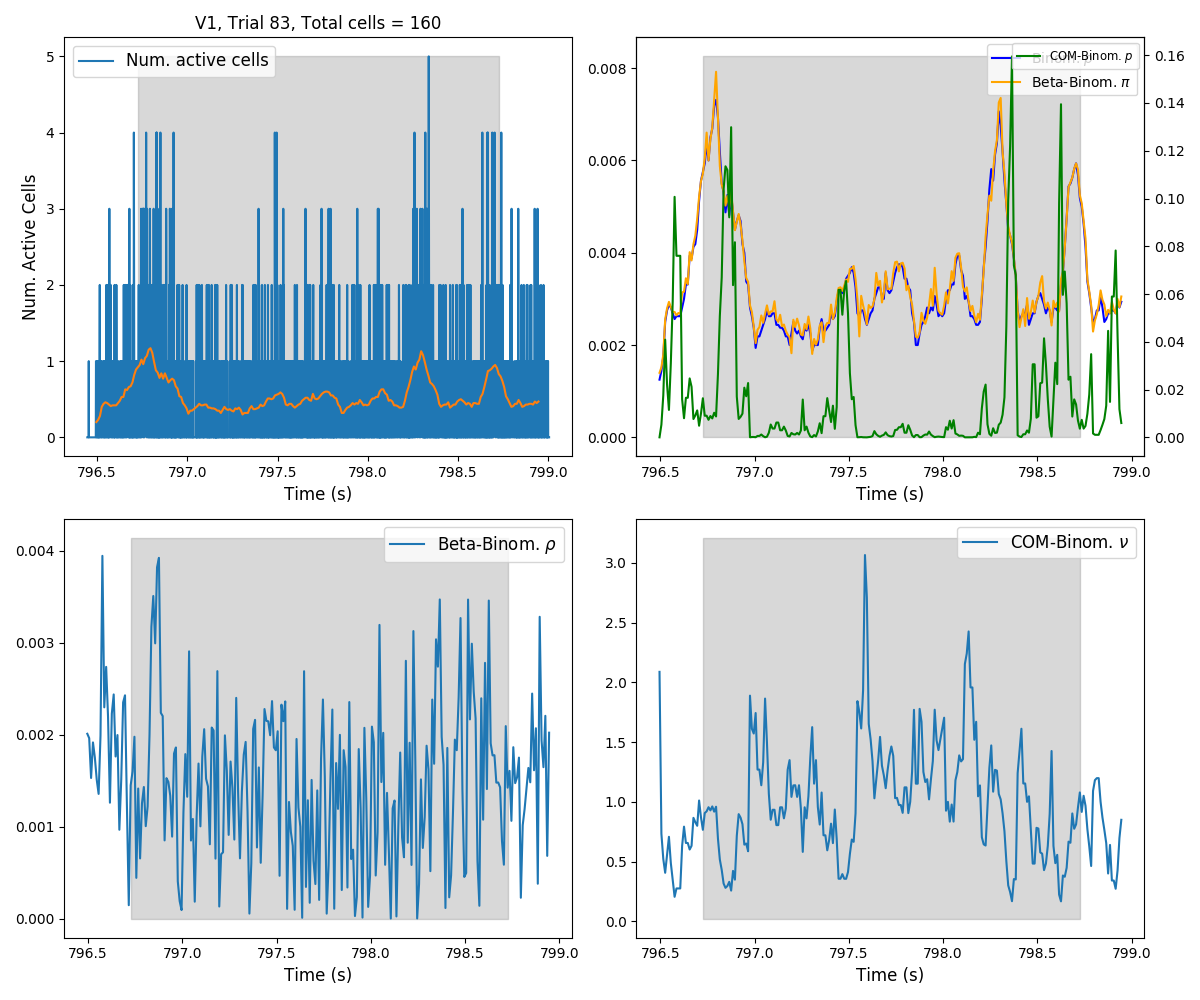 V1, Trial 83, Total cells = 160
Num. active cells
Num. Active Cells
5
4
3
2
1
0
796.5 797.0 797.5 798.0 798.5 799.0
Time (s)
COM-Binom. p
Beta-Binom. π
0.008
0.006
0.004
0.002
0.000
0.16
0.14
0.12
0.10
0.08
0.06
0.04
0.02
0.00
796.5 797.0 797.5 798.0 798.5 799.0
Time (s)
Beta-Binom. ρ
0.004
0.003
0.002
0.001
0.000
796.5 797.0 797.5 798.0 798.5 799.0
Time (s)
COM-Binom. ν
3.0
2.5
2.0
1.5
1.0
0.5
0.0
796.5 797.0 797.5 798.0 798.5 799.0
Time (s)